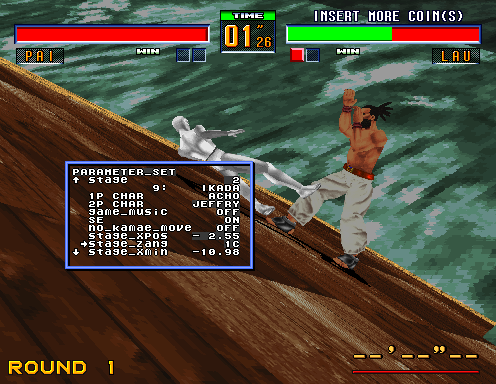 TIME
INSERT MORE COIN(S)
01"26
PAI
WIN
WIN
LAU
PARAMETER_SET
↑ stage 2
9: IKADA
1P CHAR ACHO
2P CHAR JEFFRY
game_music OFF
SE ON
no_kamae_move OFF
stage_xpos - 2.55
→stage_zang 1C
↓ stage_xmin -10.98
ROUND 1
--'--"--